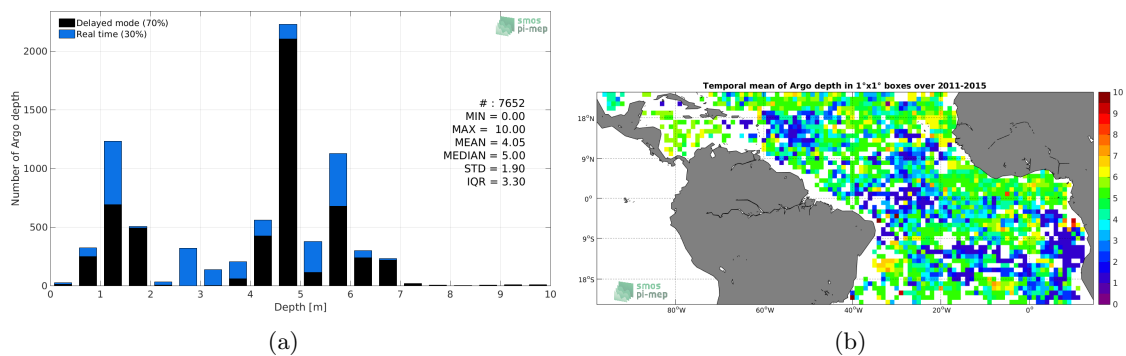 Delayed mode (70%)
Real time (30%)
smos
pi-mep
# : 7652
MIN = 0.00
MAX = 10.00
MEAN = 4.05
MEDIAN = 5.00
STD = 1.90
IQR = 3.30
Number of Argo depth
2000
1500
1000
500
0
0 1 2 3 4 5 6 7 8 9 10
Depth [m]
(a)
Temporal mean of Argo depth in 1°x1° boxes over 2011-2015
18°N
9°N
0°
9°S
18°S
80°W 60°W 40°W 20°W 0°
smos
pi-mep
10
9
8
7
6
5
4
3
2
1
0
(b)